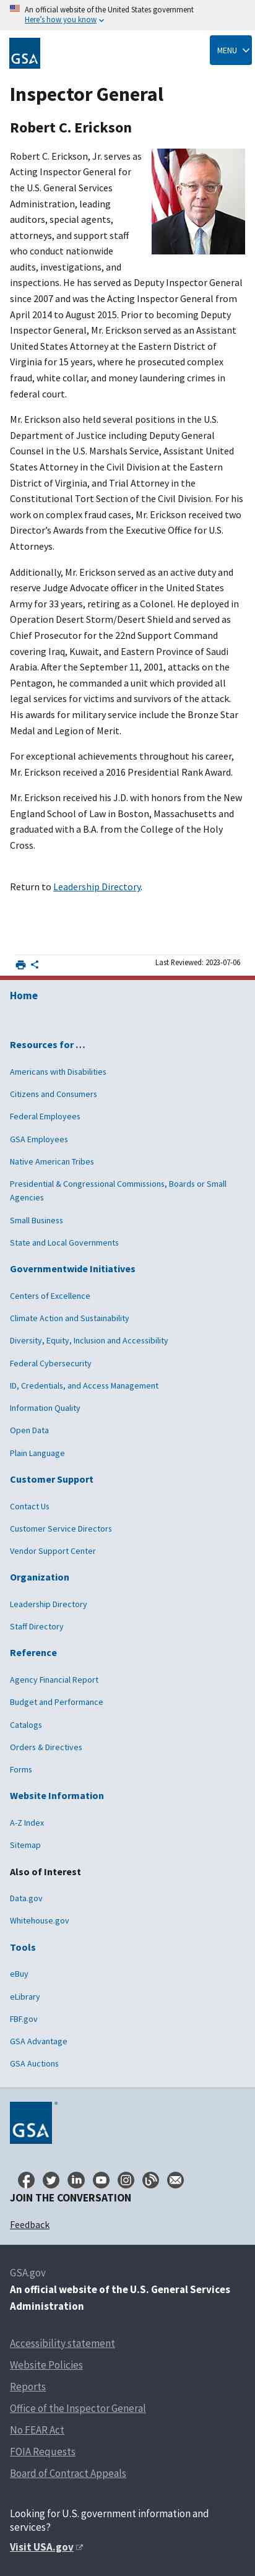 An official website of the United States government
Here's how you know
GSA
MENU
Inspector General
Robert C. Erickson
Robert C. Erickson, Jr. serves as
Acting Inspector General for
the U.S. General Services
Administration, leading
auditors, special agents,
attorneys, and support staff
who conduct nationwide
audits, investigations, and
inspections. He has served as Deputy Inspector General
since 2007 and was the Acting Inspector General from
April 2014 to August 2015. Prior to becoming Deputy
Inspector General, Mr. Erickson served as an Assistant
United States Attorney at the Eastern District of
Virginia for 15 years, where he prosecuted complex
fraud, white collar, and money laundering crimes in
federal court.
Mr. Erickson also held several positions in the U.S.
Department of Justice including Deputy General
Counsel in the U.S. Marshals Service, Assistant United
States Attorney in the Civil Division at the Eastern
District of Virginia, and Trial Attorney in the
Constitutional Tort Section of the Civil Division. For his
work on complex fraud cases, Mr. Erickson received two
Director's Awards from the Executive Office for U.S.
Attorneys.
Additionally, Mr. Erickson served as an active duty and
reserve Judge Advocate officer in the United States
Army for 33 years, retiring as a Colonel. He deployed in
Operation Desert Storm/Desert Shield and served as
Chief Prosecutor for the 22nd Support Command
covering Iraq, Kuwait, and Eastern Province of Saudi
Arabia. After the September 11, 2001, attacks on the
Pentagon, he commanded a unit which provided all
legal services for victims and survivors of the attack.
His awards for military service include the Bronze Star
Medal and Legion of Merit.
For exceptional achievements throughout his career,
Mr. Erickson received a 2016 Presidential Rank Award.
Mr. Erickson received his J.D. with honors from the New
England School of Law in Boston, Massachusetts and
graduated with a B.A. from the College of the Holy
Cross.
Return to Leadership Directory.
Last Reviewed: 2023-07-06
Home
Resources for …
Americans with Disabilities
Citizens and Consumers
Federal Employees
GSA Employees
Native American Tribes
Presidential & Congressional Commissions, Boards or Small
Agencies
Small Business
State and Local Governments
Governmentwide Initiatives
Centers of Excellence
Climate Action and Sustainability
Diversity, Equity, Inclusion and Accessibility
Federal Cybersecurity
ID, Credentials, and Access Management
Information Quality
Open Data
Plain Language
Customer Support
Contact Us
Customer Service Directors
Vendor Support Center
Organization
Leadership Directory
Staff Directory
Reference
Agency Financial Report
Budget and Performance
Catalogs
Orders & Directives
Forms
Website Information
A-Z Index
Sitemap
Also of Interest
Data.gov
Whitehouse.gov
Tools
eBuy
eLibrary
FBF.gov
GSA Advantage
GSA Auctions
GSA
JOIN THE CONVERSATION
Feedback
GSA.gov
An official website of the U.S. General Services
Administration
Accessibility statement
Website Policies
Reports
Office of the Inspector General
No FEAR Act
FOIA Requests
Board of Contract Appeals
Looking for U.S. government information and
services?
Visit USA.gov